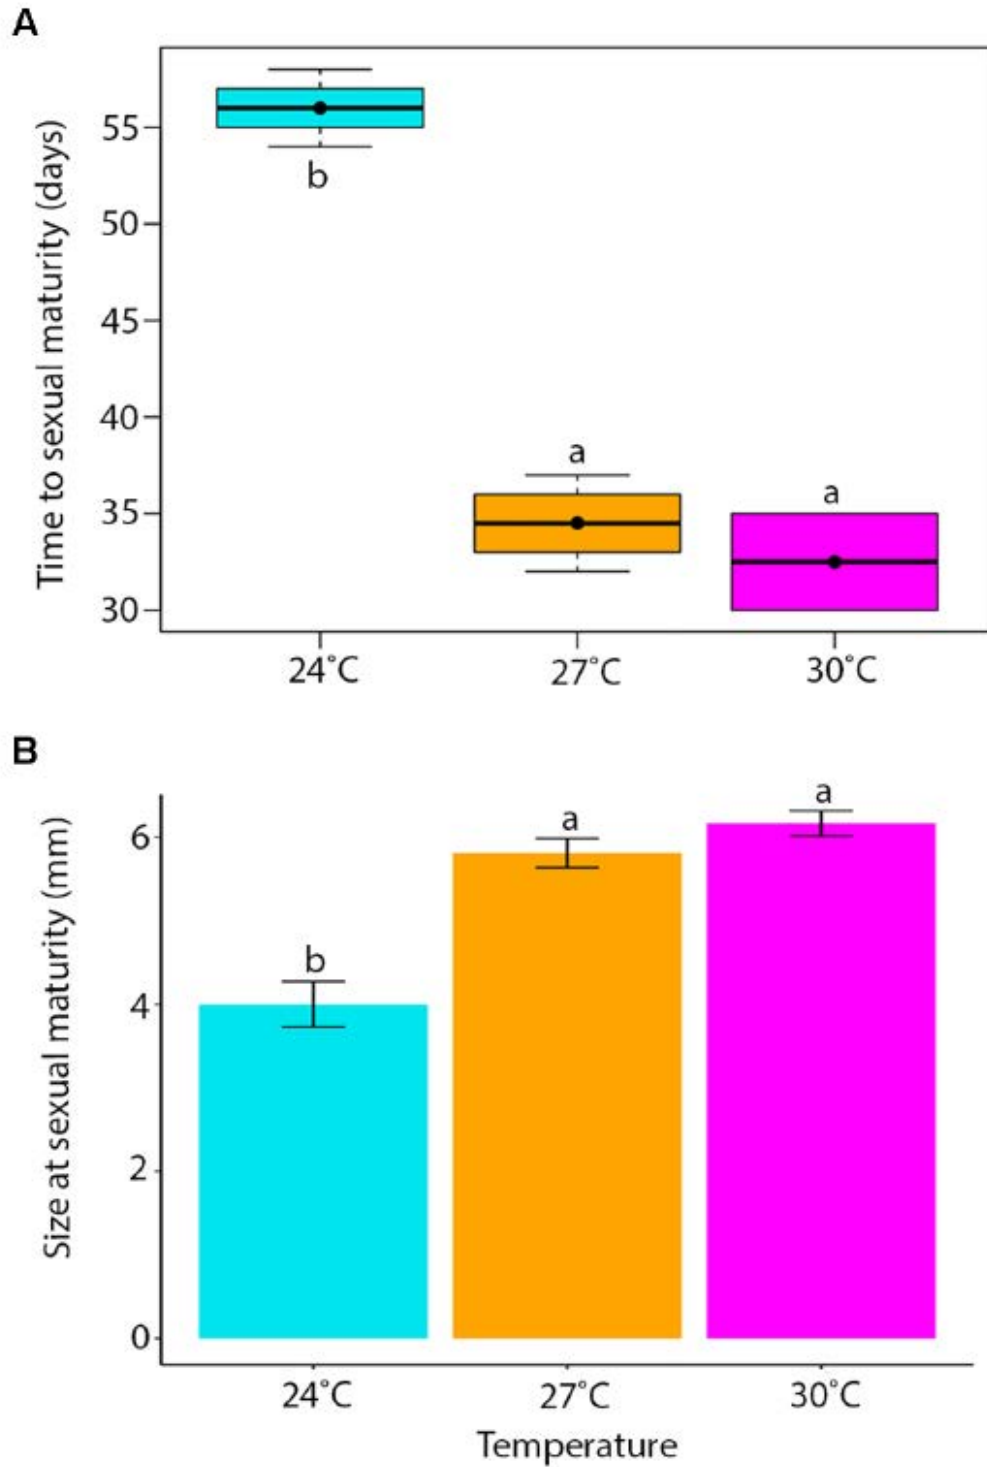 A
Time to sexual maturity (days)
55
50
45
40
35
30
b
a
a
24°C
27°C
30°C
B
Size at sexual maturity (mm)
6
4
2
0
b
a
a
24°C
27°C
30°C
Temperature